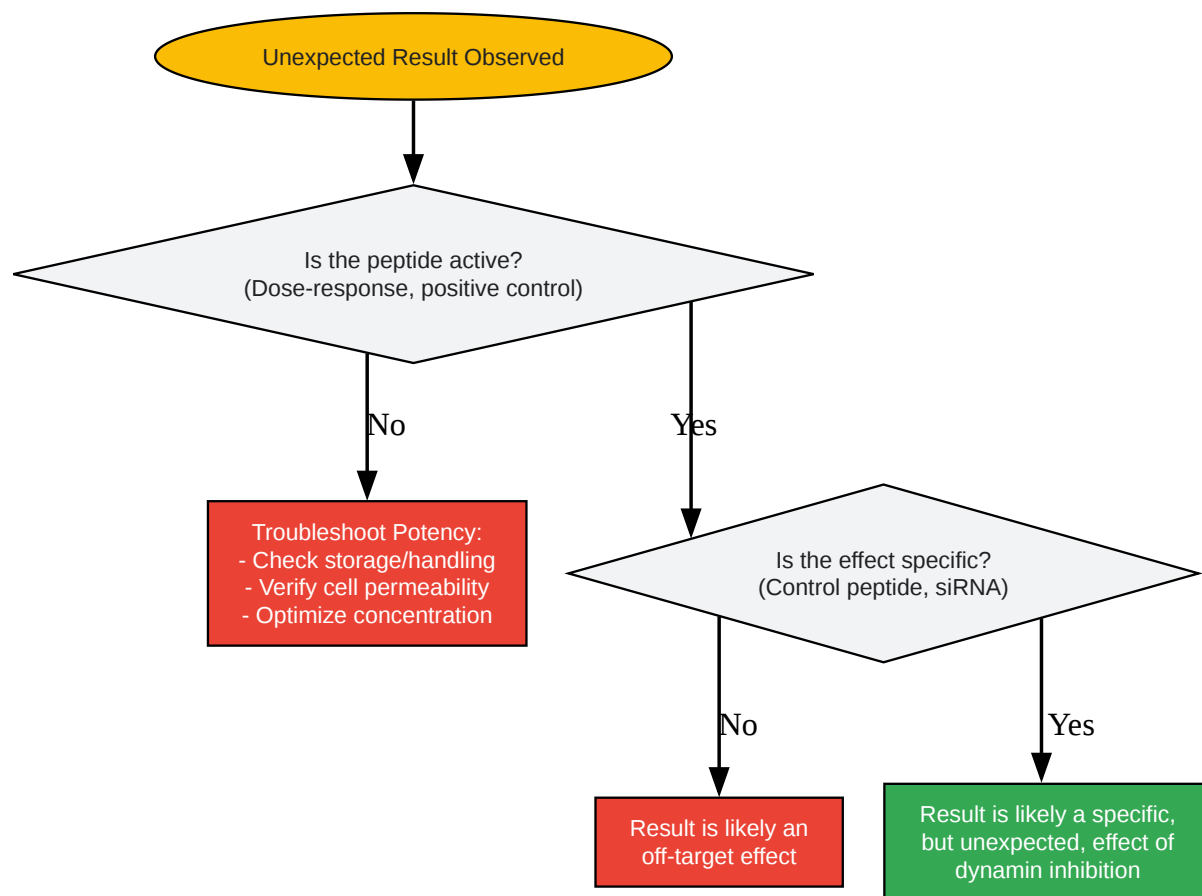 Unexpected Result Observed
Is the peptide active?
(Dose-response, positive control)
No
Yes
Troubleshoot Potency:
- Check storage/handling
- Verify cell permeability
- Optimize concentration
Is the effect specific?
(Control peptide, siRNA)
No
Yes
Result is likely an
off-target effect
Result is likely a specific,
but unexpected, effect of
dynamin inhibition